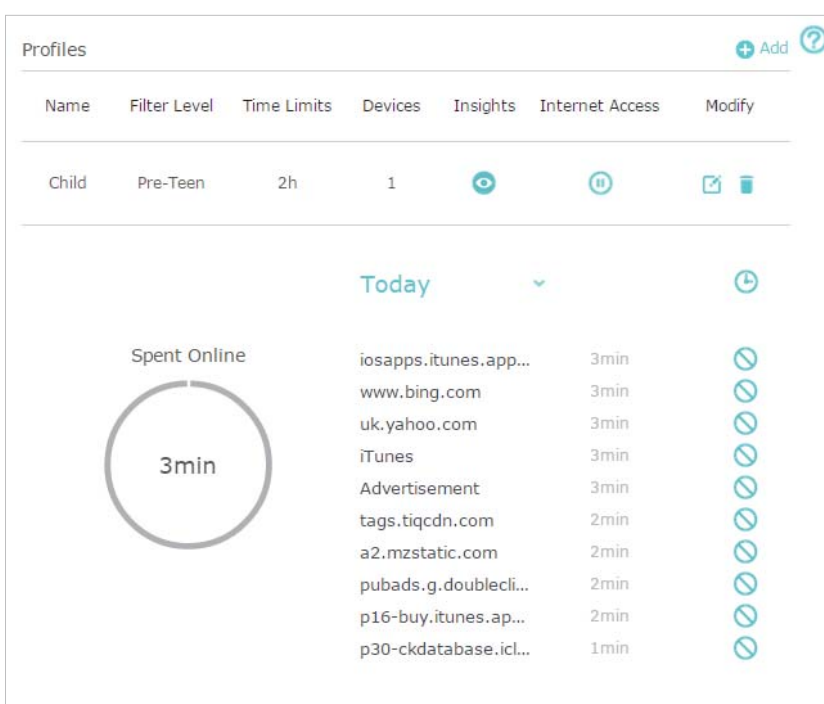 Profiles
Add ?
Name Filter Level Time Limits Devices Insights Internet Access Modify
Child Pre-Teen 2h 1
Today
Spent Online
3min
iosapps.itunes.app... 3min
www.bing.com 3min
uk.yahoo.com 3min
iTunes 3min
Advertisement 3min
tags.tiqcdn.com 2min
a2.mzstatic.com 2min
pubads.g.doublecli... 2min
p16-buy.itunes.ap... 2min
p30-ckdatabase.icl... 1min